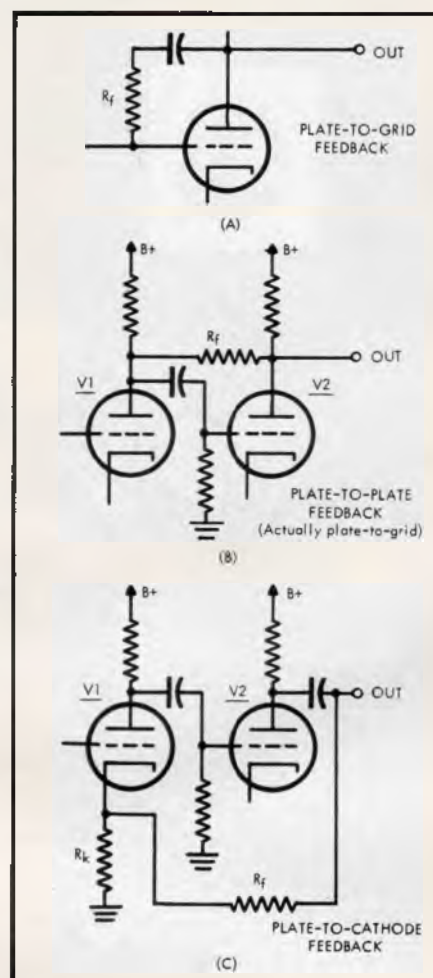 OUT
Rf
PLATE-TO-GRID
FEEDBACK
(A)
B+ B+
Rf
OUT
V1 V2
PLATE-TO-PLATE
FEEDBACK
(Actually plate-to-grid)
(B)
B+ B+
V1 V2 OUT
Rk
Rf
PLATE-TO-CATHODE
FEEDBACK
(C)